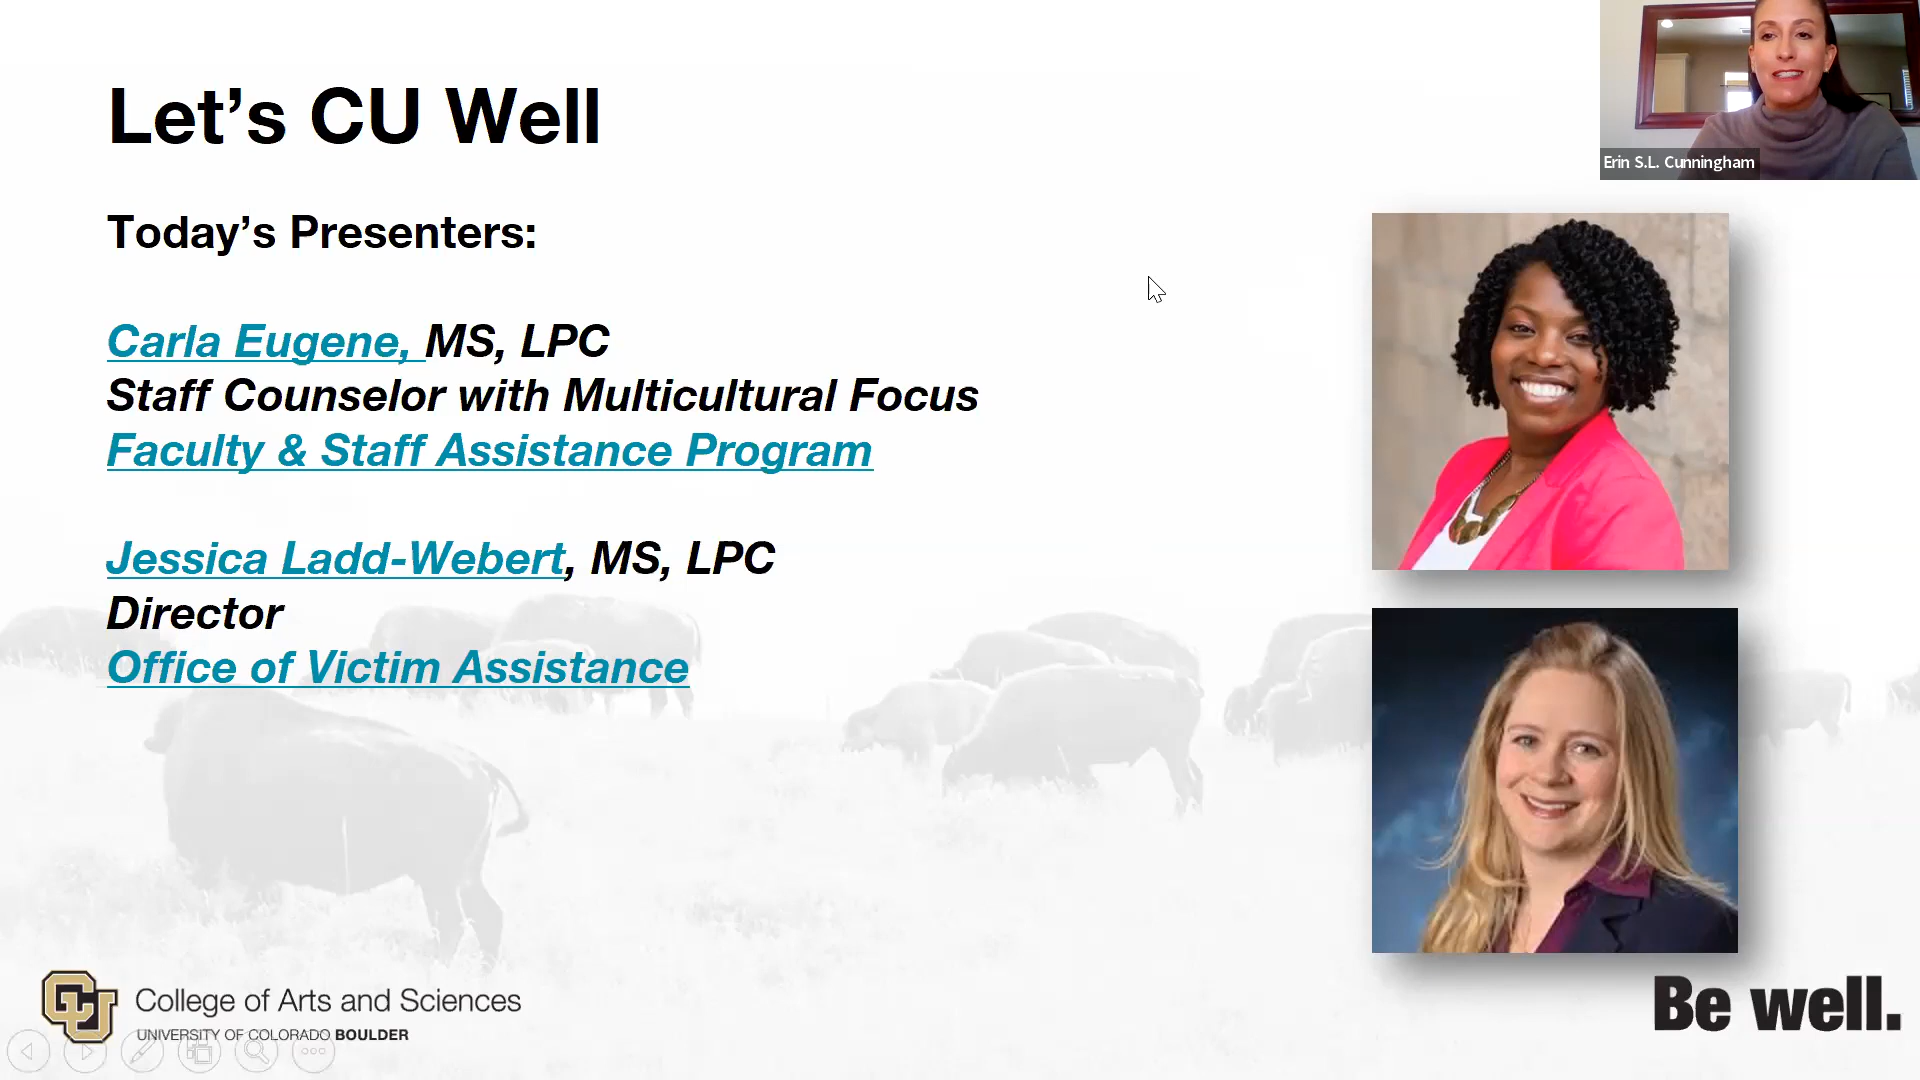 Let’s CU Well
Erin S.L. Cunningham
Today’s Presenters:
Carla Eugene, MS, LPC
Staff Counselor with Multicultural Focus
Faculty & Staff Assistance Program
Jessica Ladd-Webert, MS, LPC
Director
Office of Victim Assistance
CU
College of Arts and Sciences
UNIVERSITY OF COLORADO BOULDER
Be well.